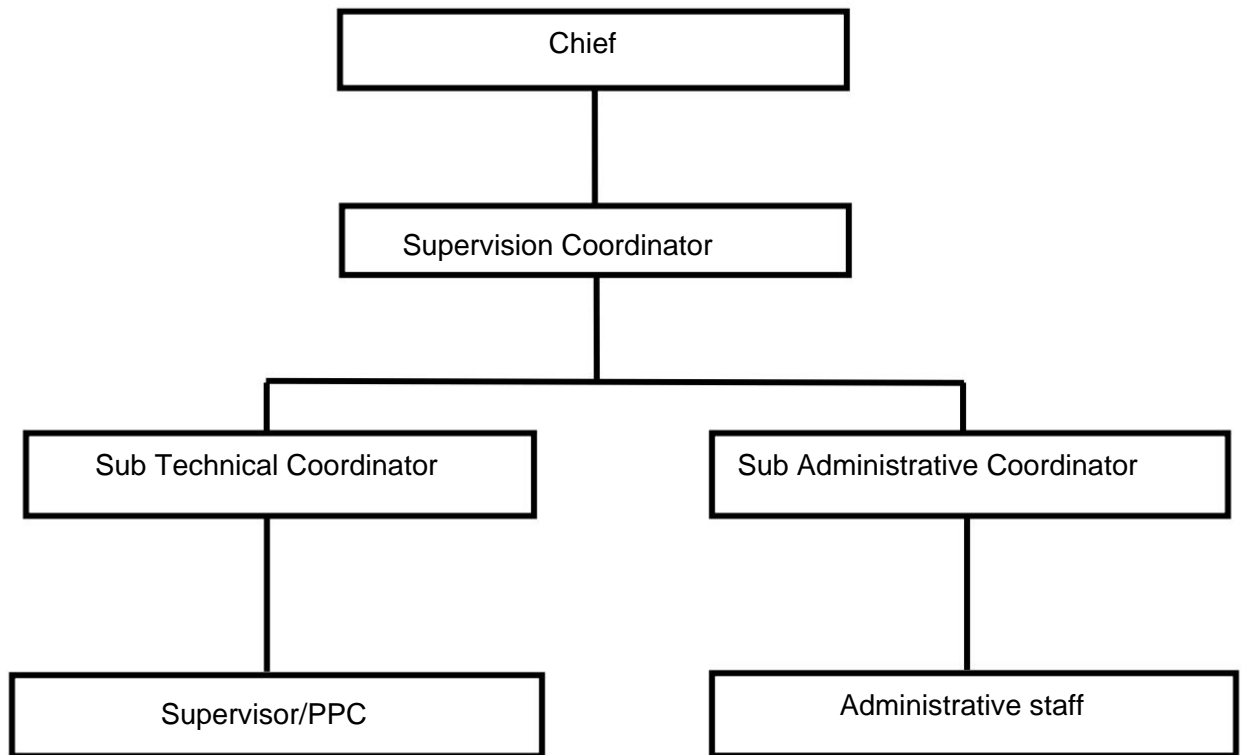 Chief
Supervision Coordinator
Sub Technical Coordinator
Sub Administrative Coordinator
Supervisor/PPC
Administrative staff